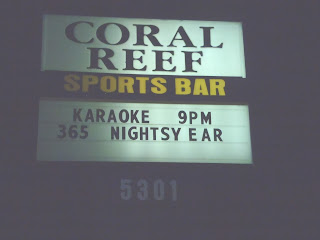 CORAL
REEF
SPORTS BAR
KARAOKE 9PM
365 NIGHTSY EAR
5301